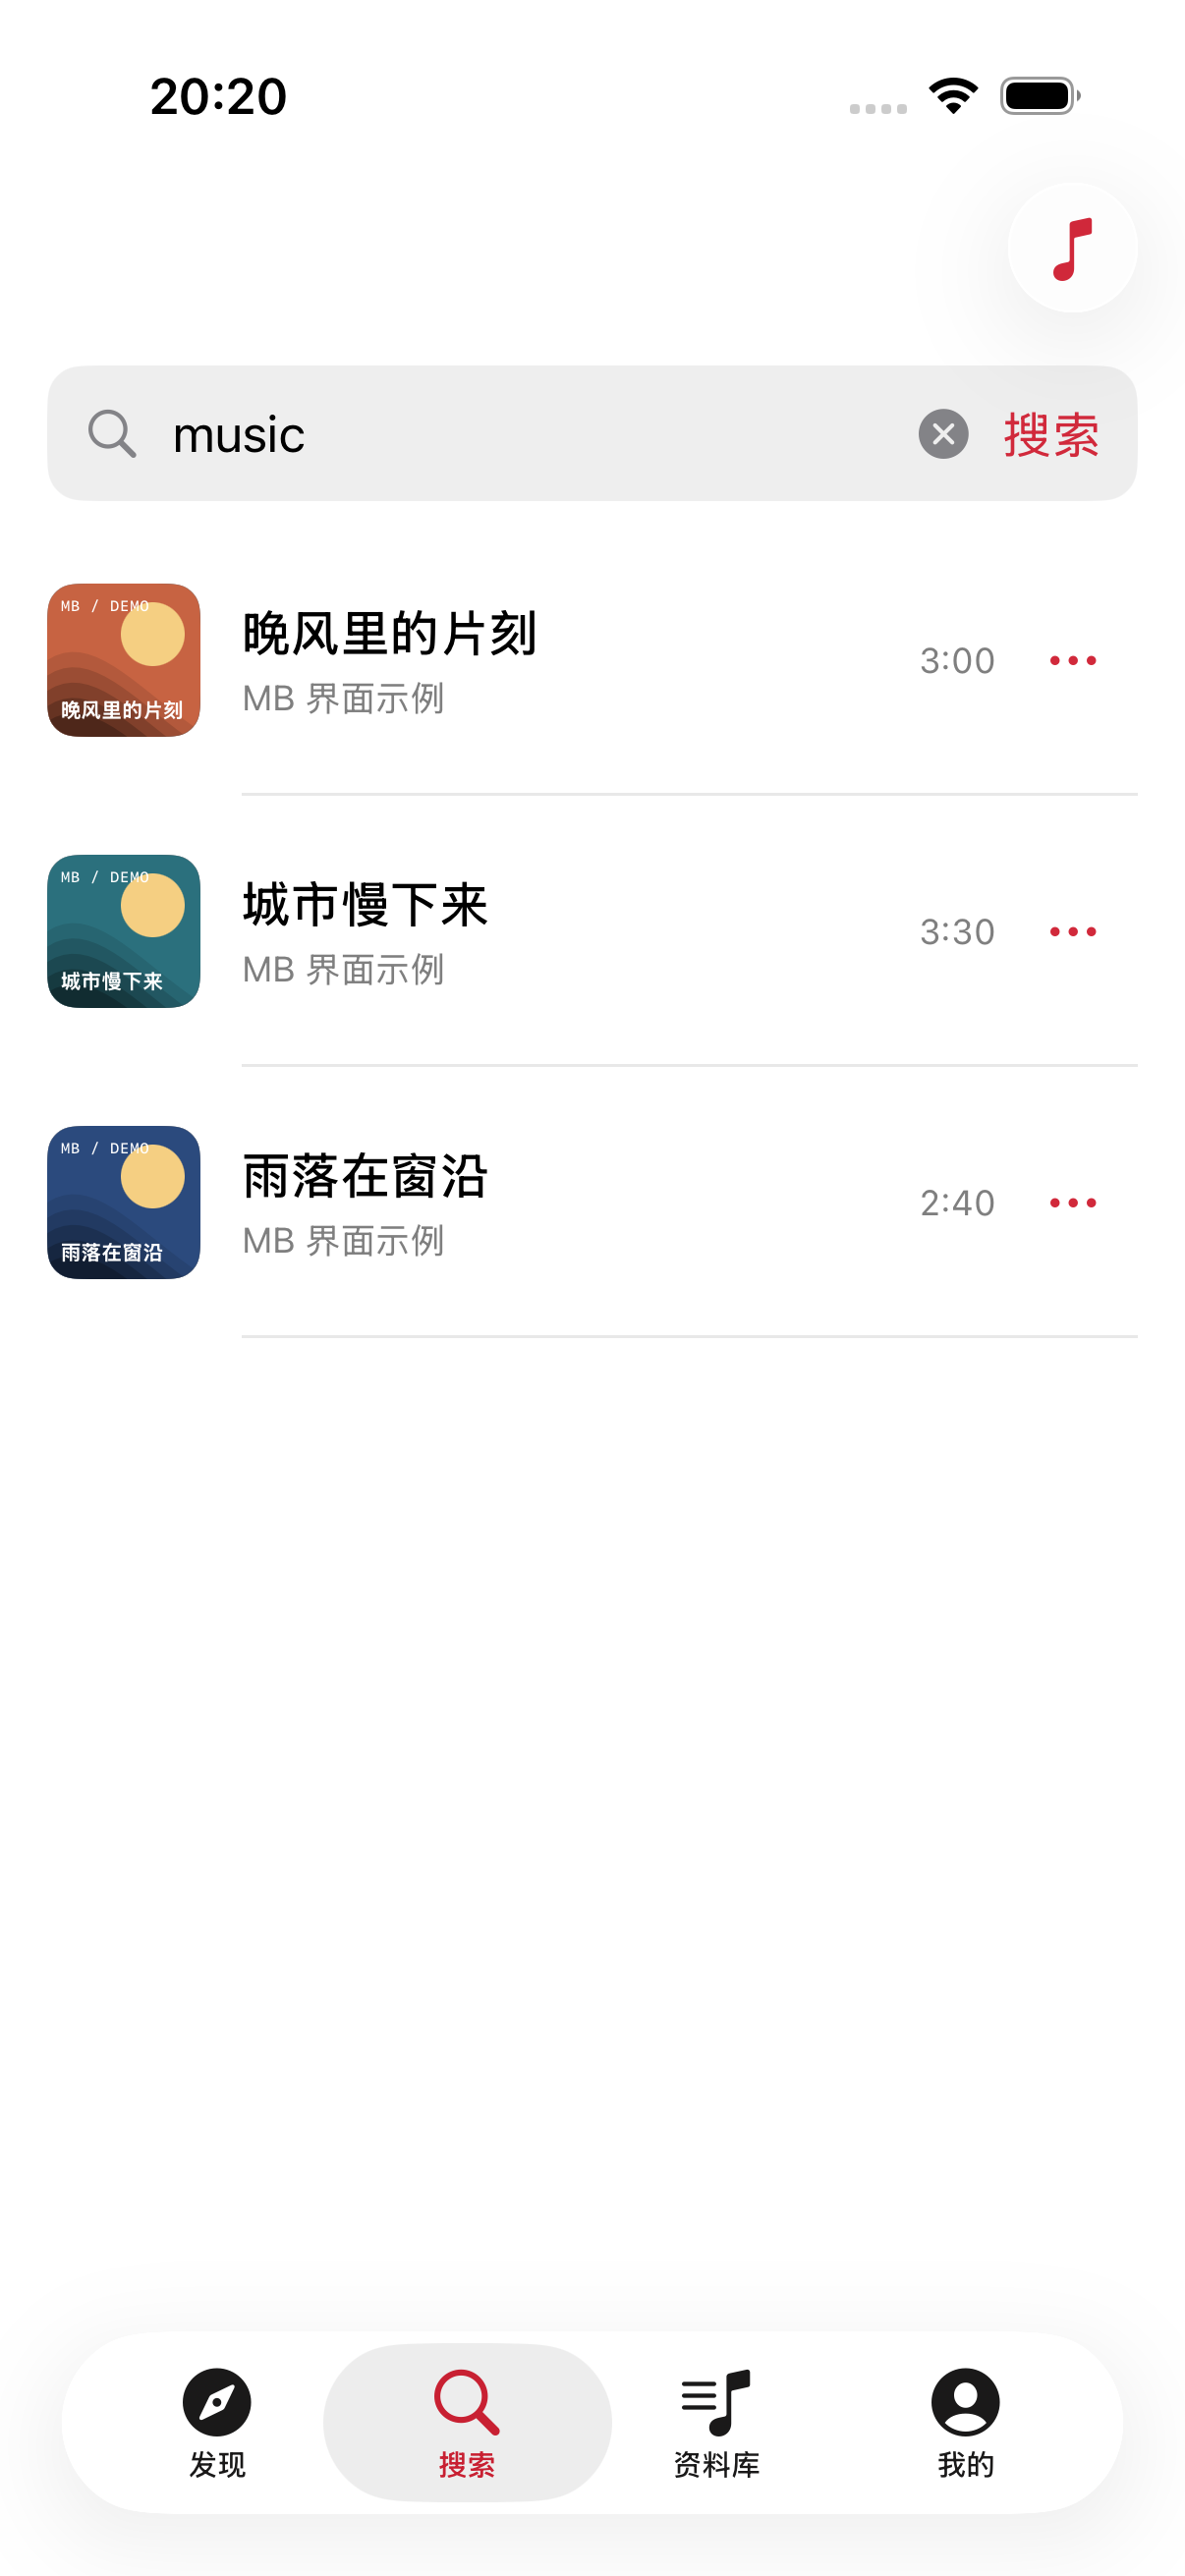 20:20
music
搜索
MB / DEMO
晚风里的片刻
晚风里的片刻
MB 界面示例
3:00
MB / DEMO
城市慢下来
城市慢下来
MB 界面示例
3:30
MB / DEMO
雨落在窗沿
雨落在窗沿
MB 界面示例
2:40
发现
搜索
资料库
我的